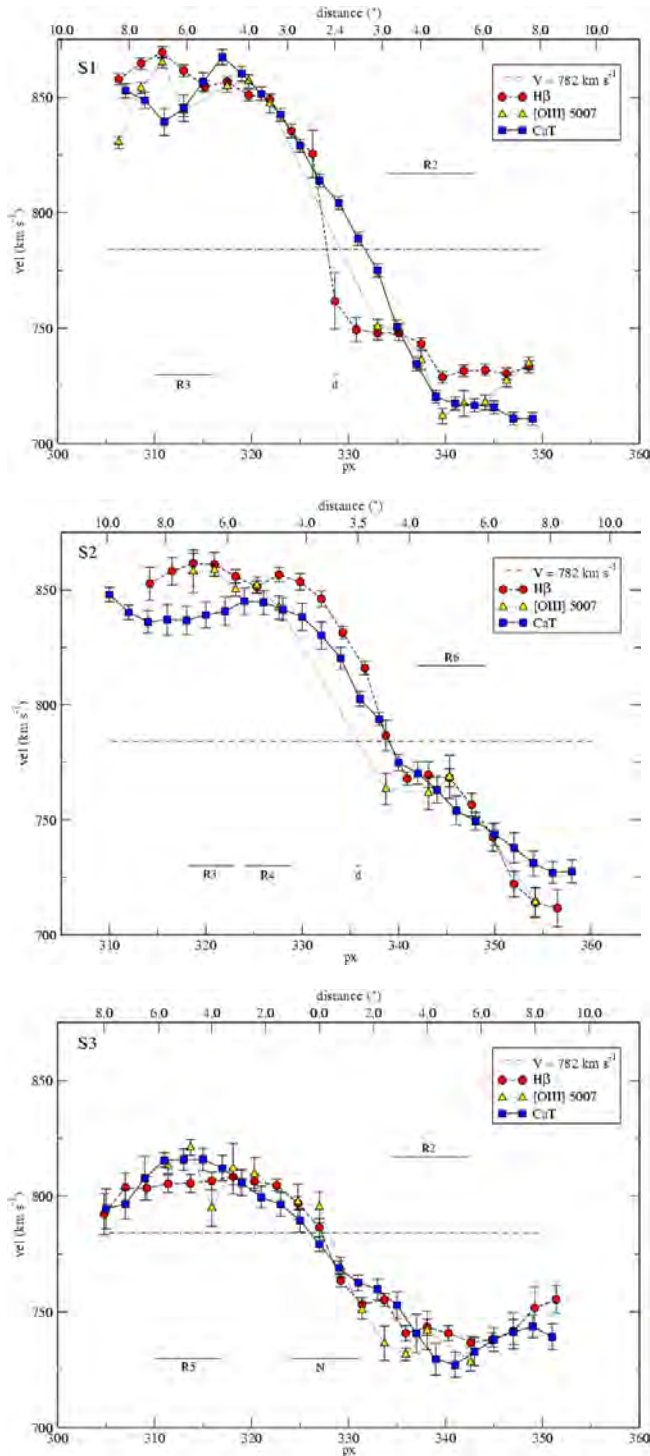 distance (")
10.0 8.0 6.0 4.0 2.4 3.0 4.0 6.0 8.0 10.0
S1
V = 782 km s⁻¹
Hβ
[OIII] 5007
CaT
850
800
750
700
vel (km s⁻¹)
R2
R3
d
300 310 320 330 340 350 360
px
distance (")
10.0 8.0 6.0 4.0 3.5 4.0 6.0 8.0 10.0
S2
V = 782 km s⁻¹
Hβ
[OIII] 5007
CaT
850
800
750
700
vel (km s⁻¹)
R6
R3 R4
d
310 320 330 340 350 360
px
distance (")
8.0 6.0 4.0 2.0 0.0 2.0 4.0 6.0 8.0 10.0
S3
V = 782 km s⁻¹
Hβ
[OIII] 5007
CaT
850
800
750
700
vel (km s⁻¹)
R2
R5
N
300 310 320 330 340 350 360
px